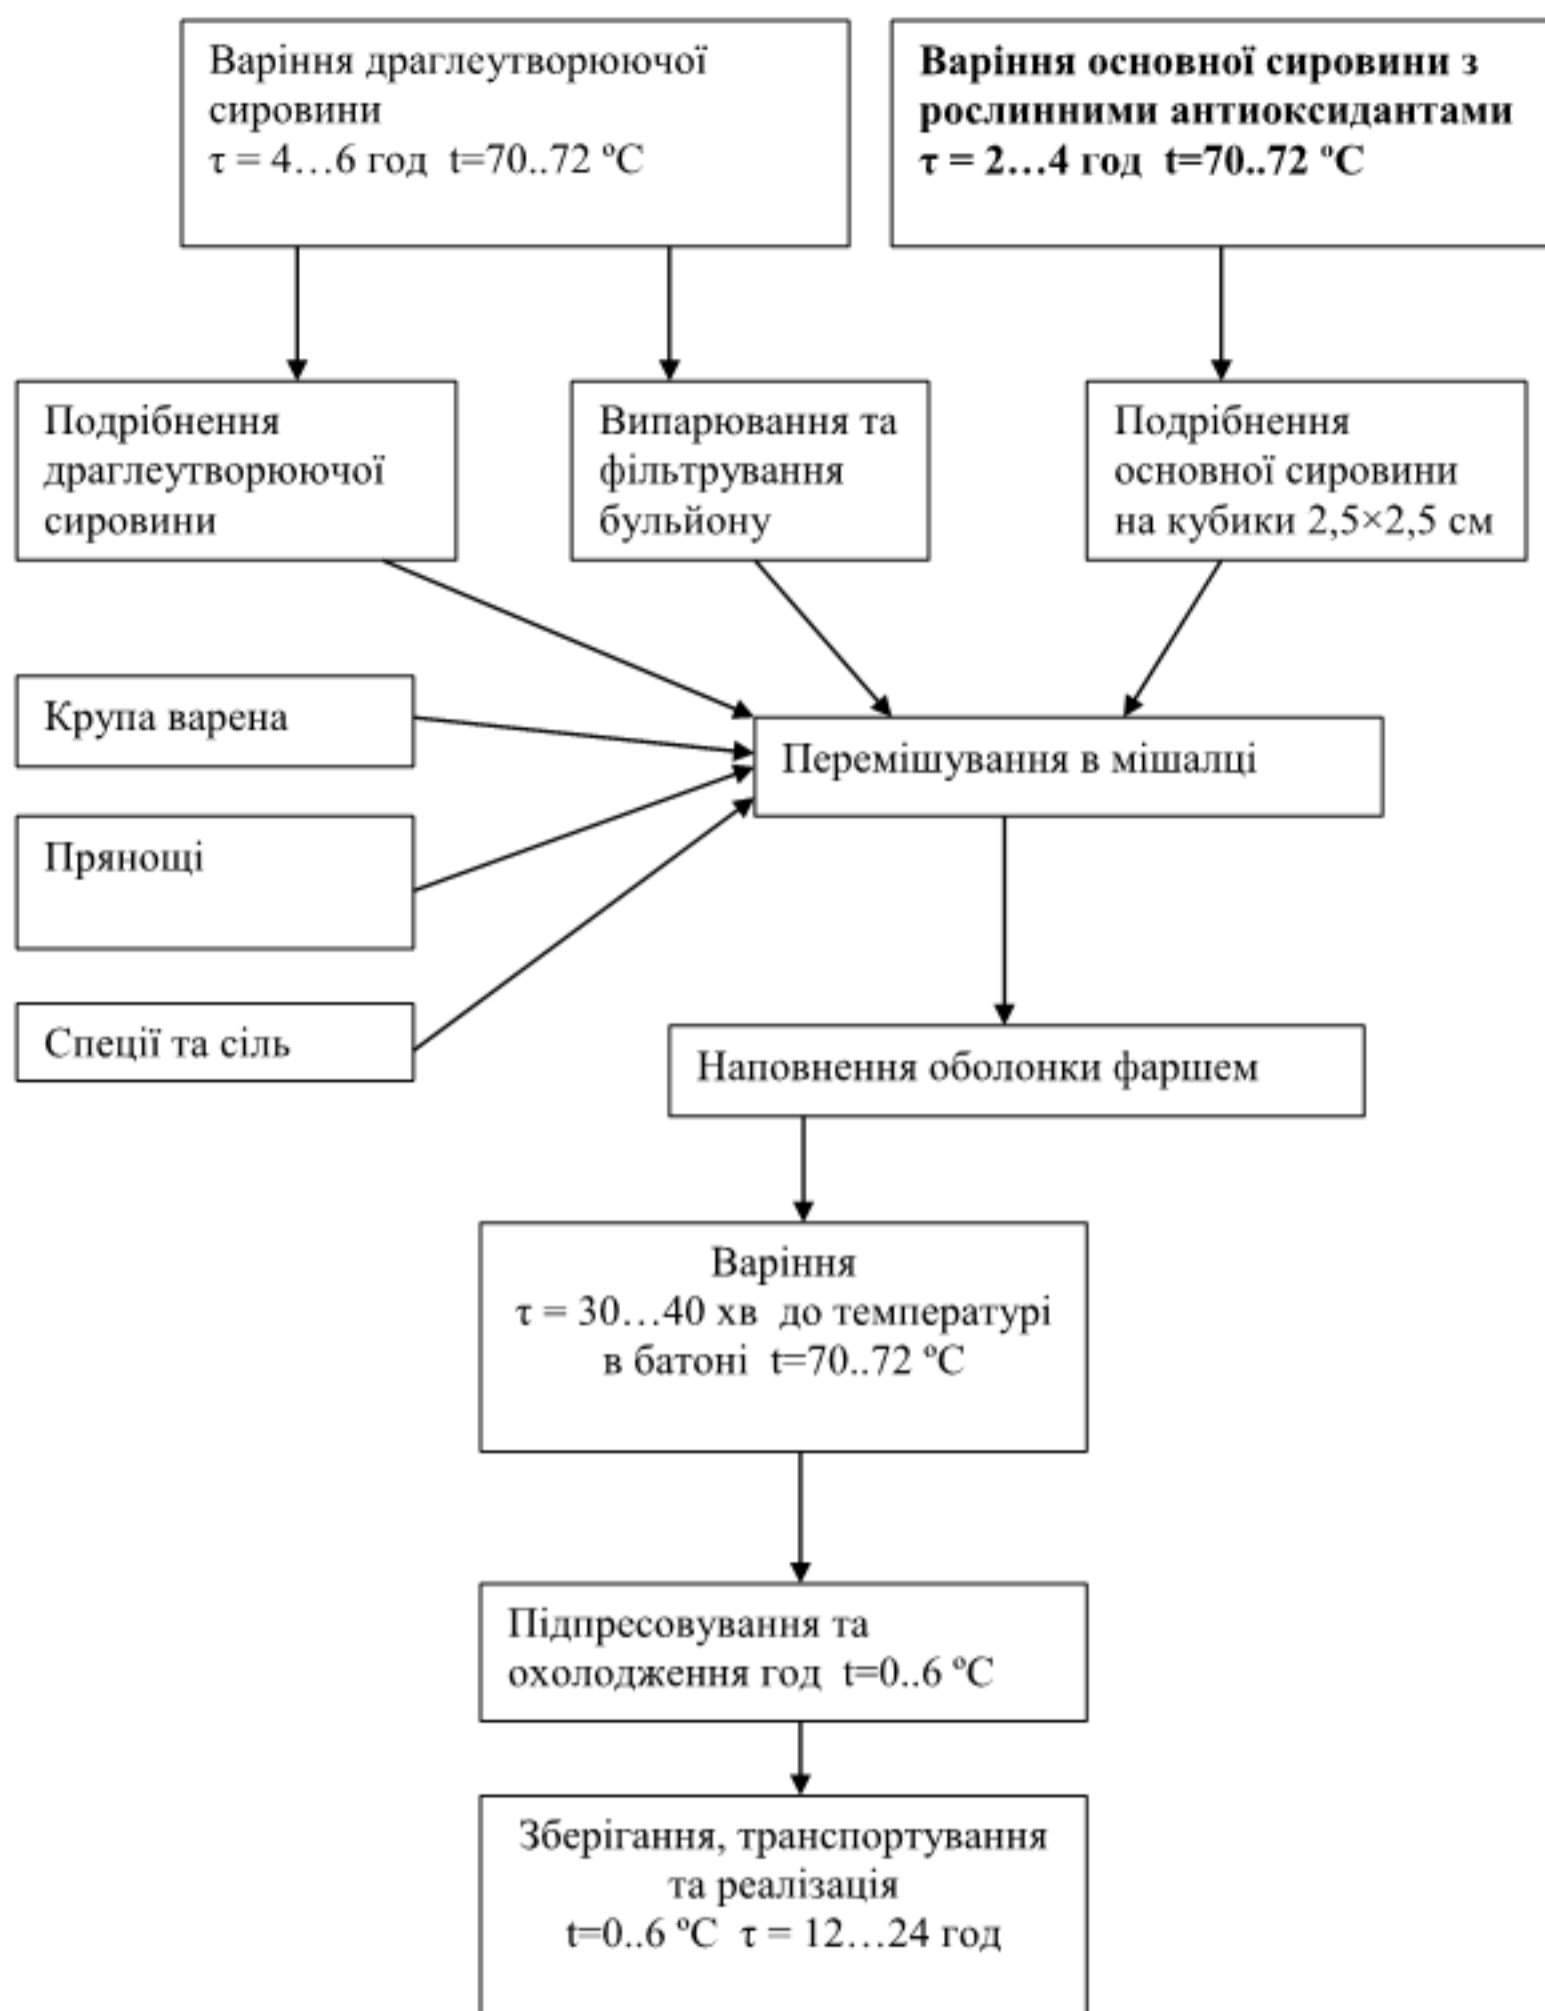 Варіння драглеутворюючої
сировини
τ = 4…6 год  t=70..72 ºС
Варіння основної сировини з
рослинними антиоксидантами
τ = 2…4 год  t=70..72 ºС
Подрібнення
драглеутворюючої
сировини
Випарювання та
фільтрування
бульйону
Подрібнення
основної сировини
на кубики 2,5×2,5 см
Крупа варена
Перемішування в мішалці
Прянощі
Спеції та сіль
Наповнення оболонки фаршем
Варіння
τ = 30…40 хв  до температурі
в батоні  t=70..72 ºС
Підпресовування та
охолодження год  t=0..6 ºС
Зберігання, транспортування
та реалізація
t=0..6 ºС  τ = 12…24 год